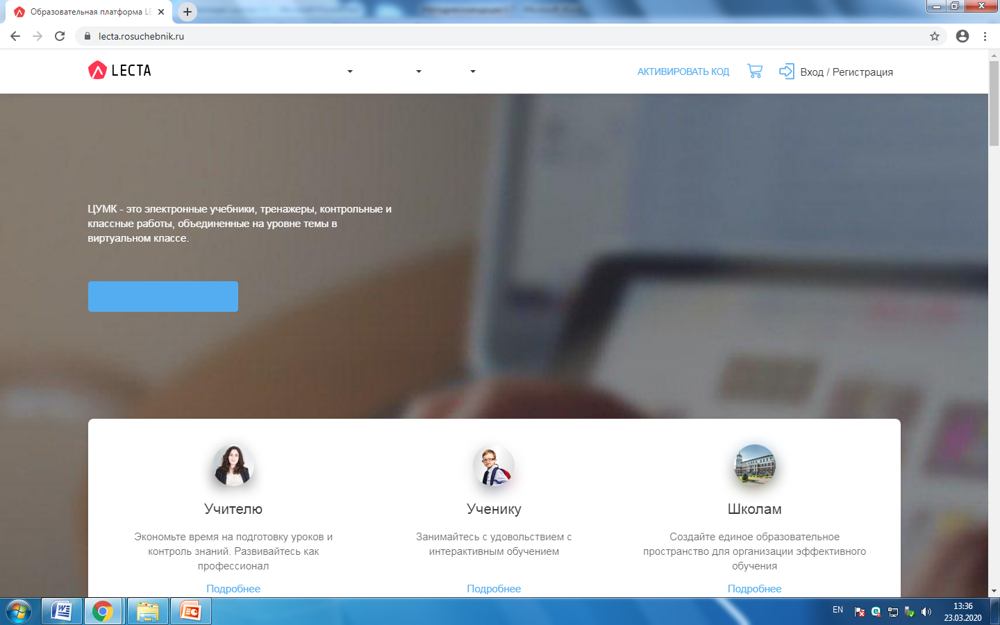 Образовательная платформа LE
lecta.rosuchebnik.ru
LECTA
АКТИВИРОВАТЬ КОД
Вход / Регистрация
ЦУМК - это электронные учебники, тренажеры, контрольные и
классные работы, объединенные на уровне темы в
виртуальном классе.
Учителю
Экономьте время на подготовку уроков и
контроль знаний. Развивайтесь как
профессионал
Подробнее
Ученику
Занимайтесь с удовольствием с
интерактивным обучением
Подробнее
Школам
Создайте единое образовательное
пространство для организации эффективного
обучения
Подробнее
EN
13:36
23.03.2020